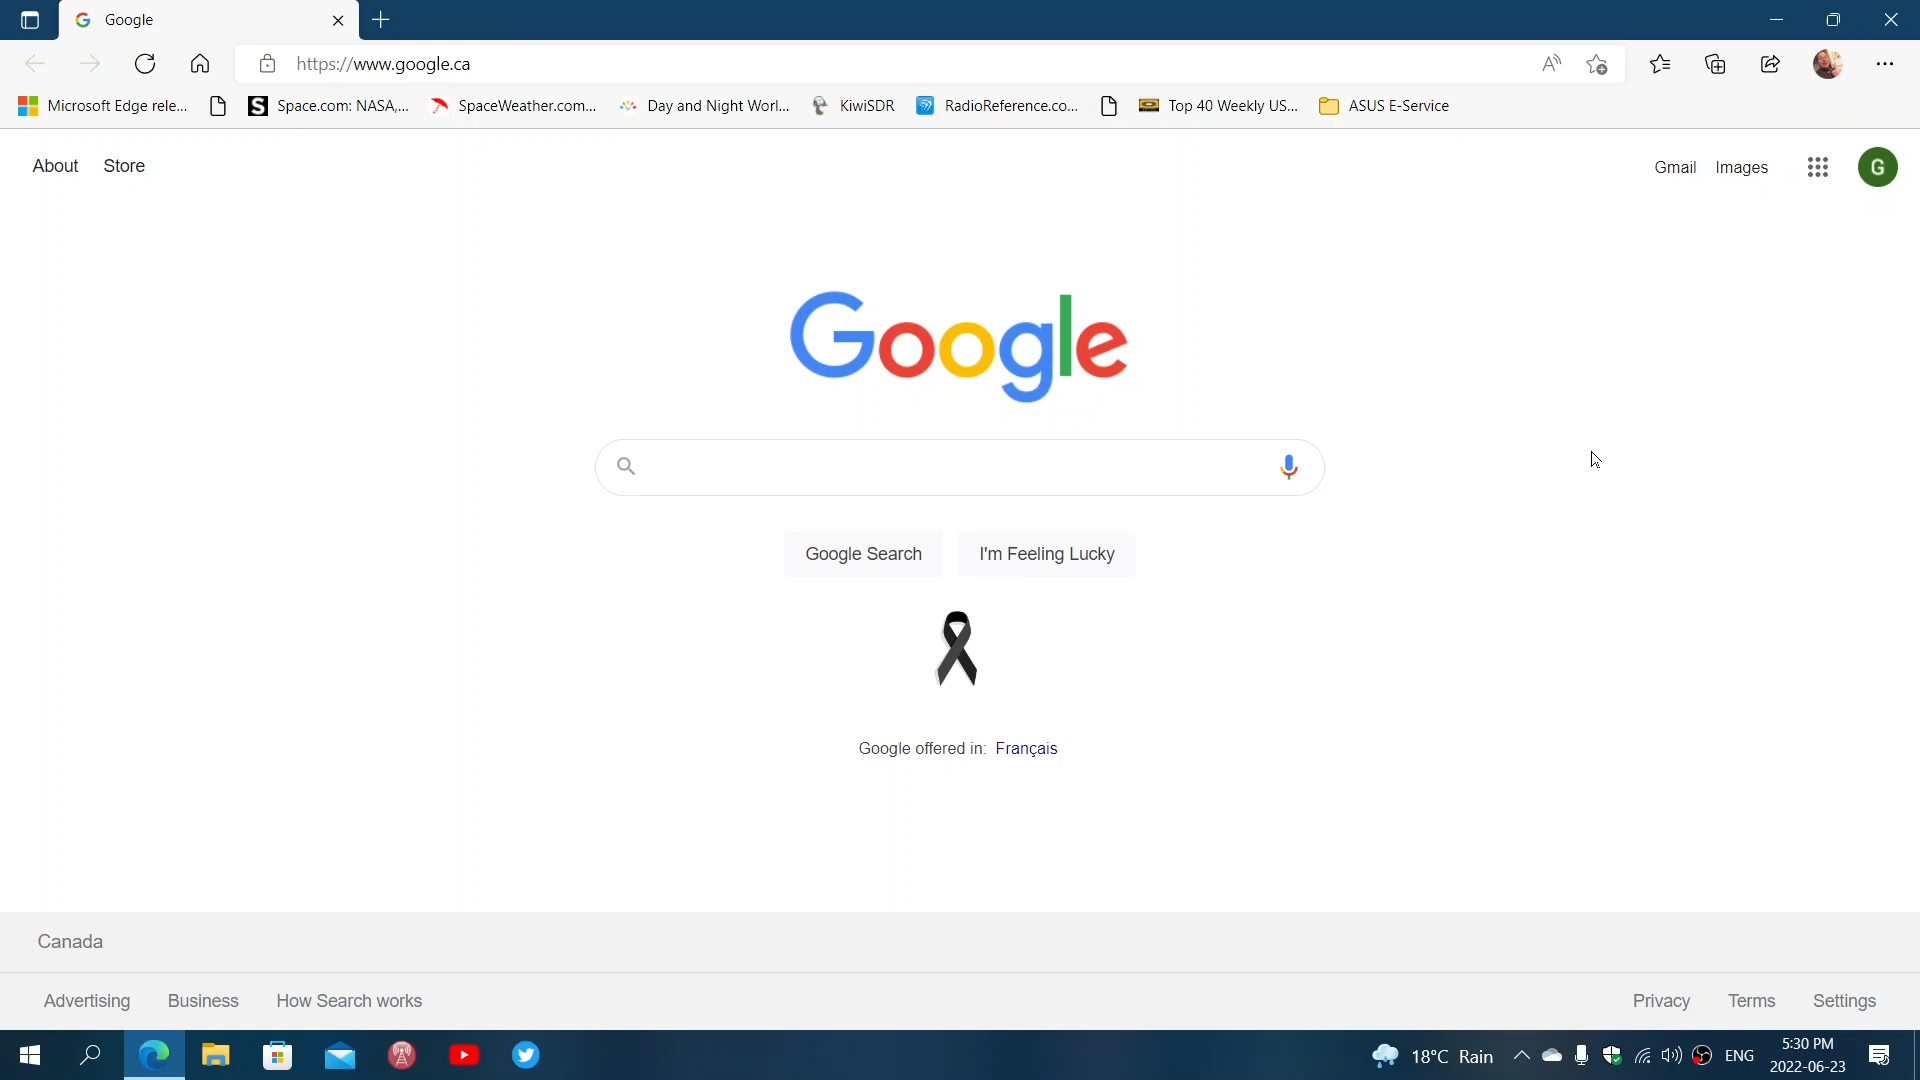 Google
https://www.google.ca
Microsoft Edge rele...
Space.com: NASA,...
SpaceWeather.com...
Day and Night Worl...
KiwiSDR
RadioReference.co...
Top 40 Weekly US...
ASUS E-Service
About Store
Gmail Images
G
Google
Google Search
I'm Feeling Lucky
Google offered in: Français
Canada
Advertising Business How Search works
Privacy Terms Settings
18°C Rain
ENG
5:30 PM
2022-06-23